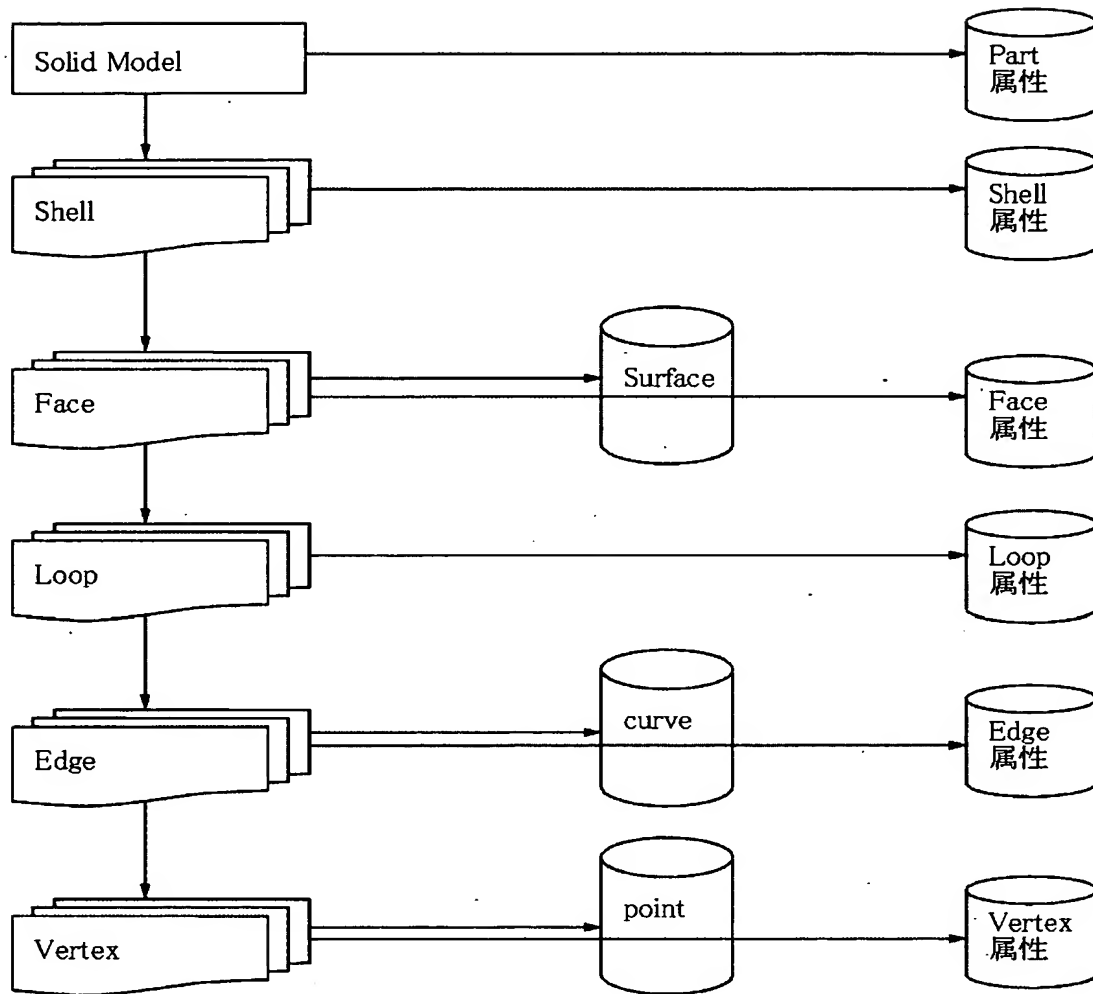 Solid Model
Part
属性
Shell
Shell
属性
Face
Surface
Face
属性
Loop
Loop
属性
Edge
curve
Edge
属性
Vertex
point
Vertex
属性